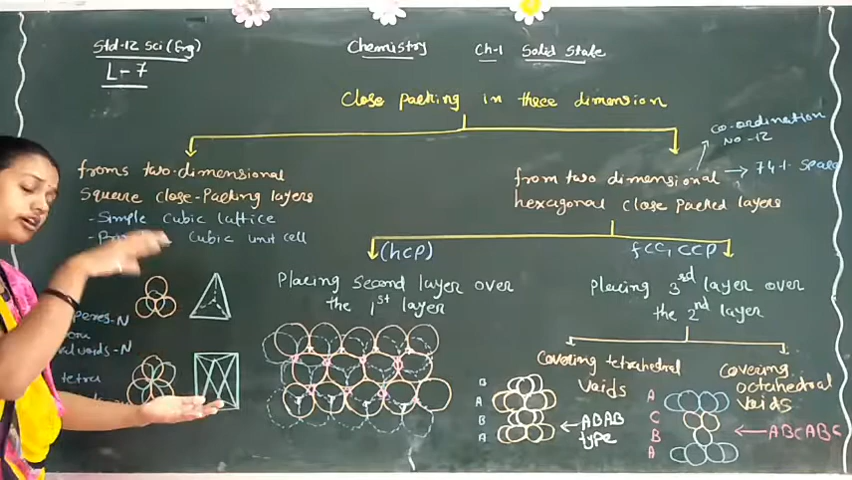 Std-12 Sci (Eng)
L-7
Chemistry Ch-1 Solid State
Close packing in three dimension
co-ordination
No-12
froms two-dimensional
Square close-Packing layers
- Simple cubic lattice
cubic unit cell
from two dimensional → 74% Space
hexagonal close packed layers
(hcp)
fcc, ccp
Placing second layer over
the 1st layer
placing 3rd layer over
the 2nd layer
-N
voids-N
tetra
Covering tetrahedral
voids
Covering
octahedral
voids
B
A
B
A
ABAB
type
A
C
B
A
ABCABC